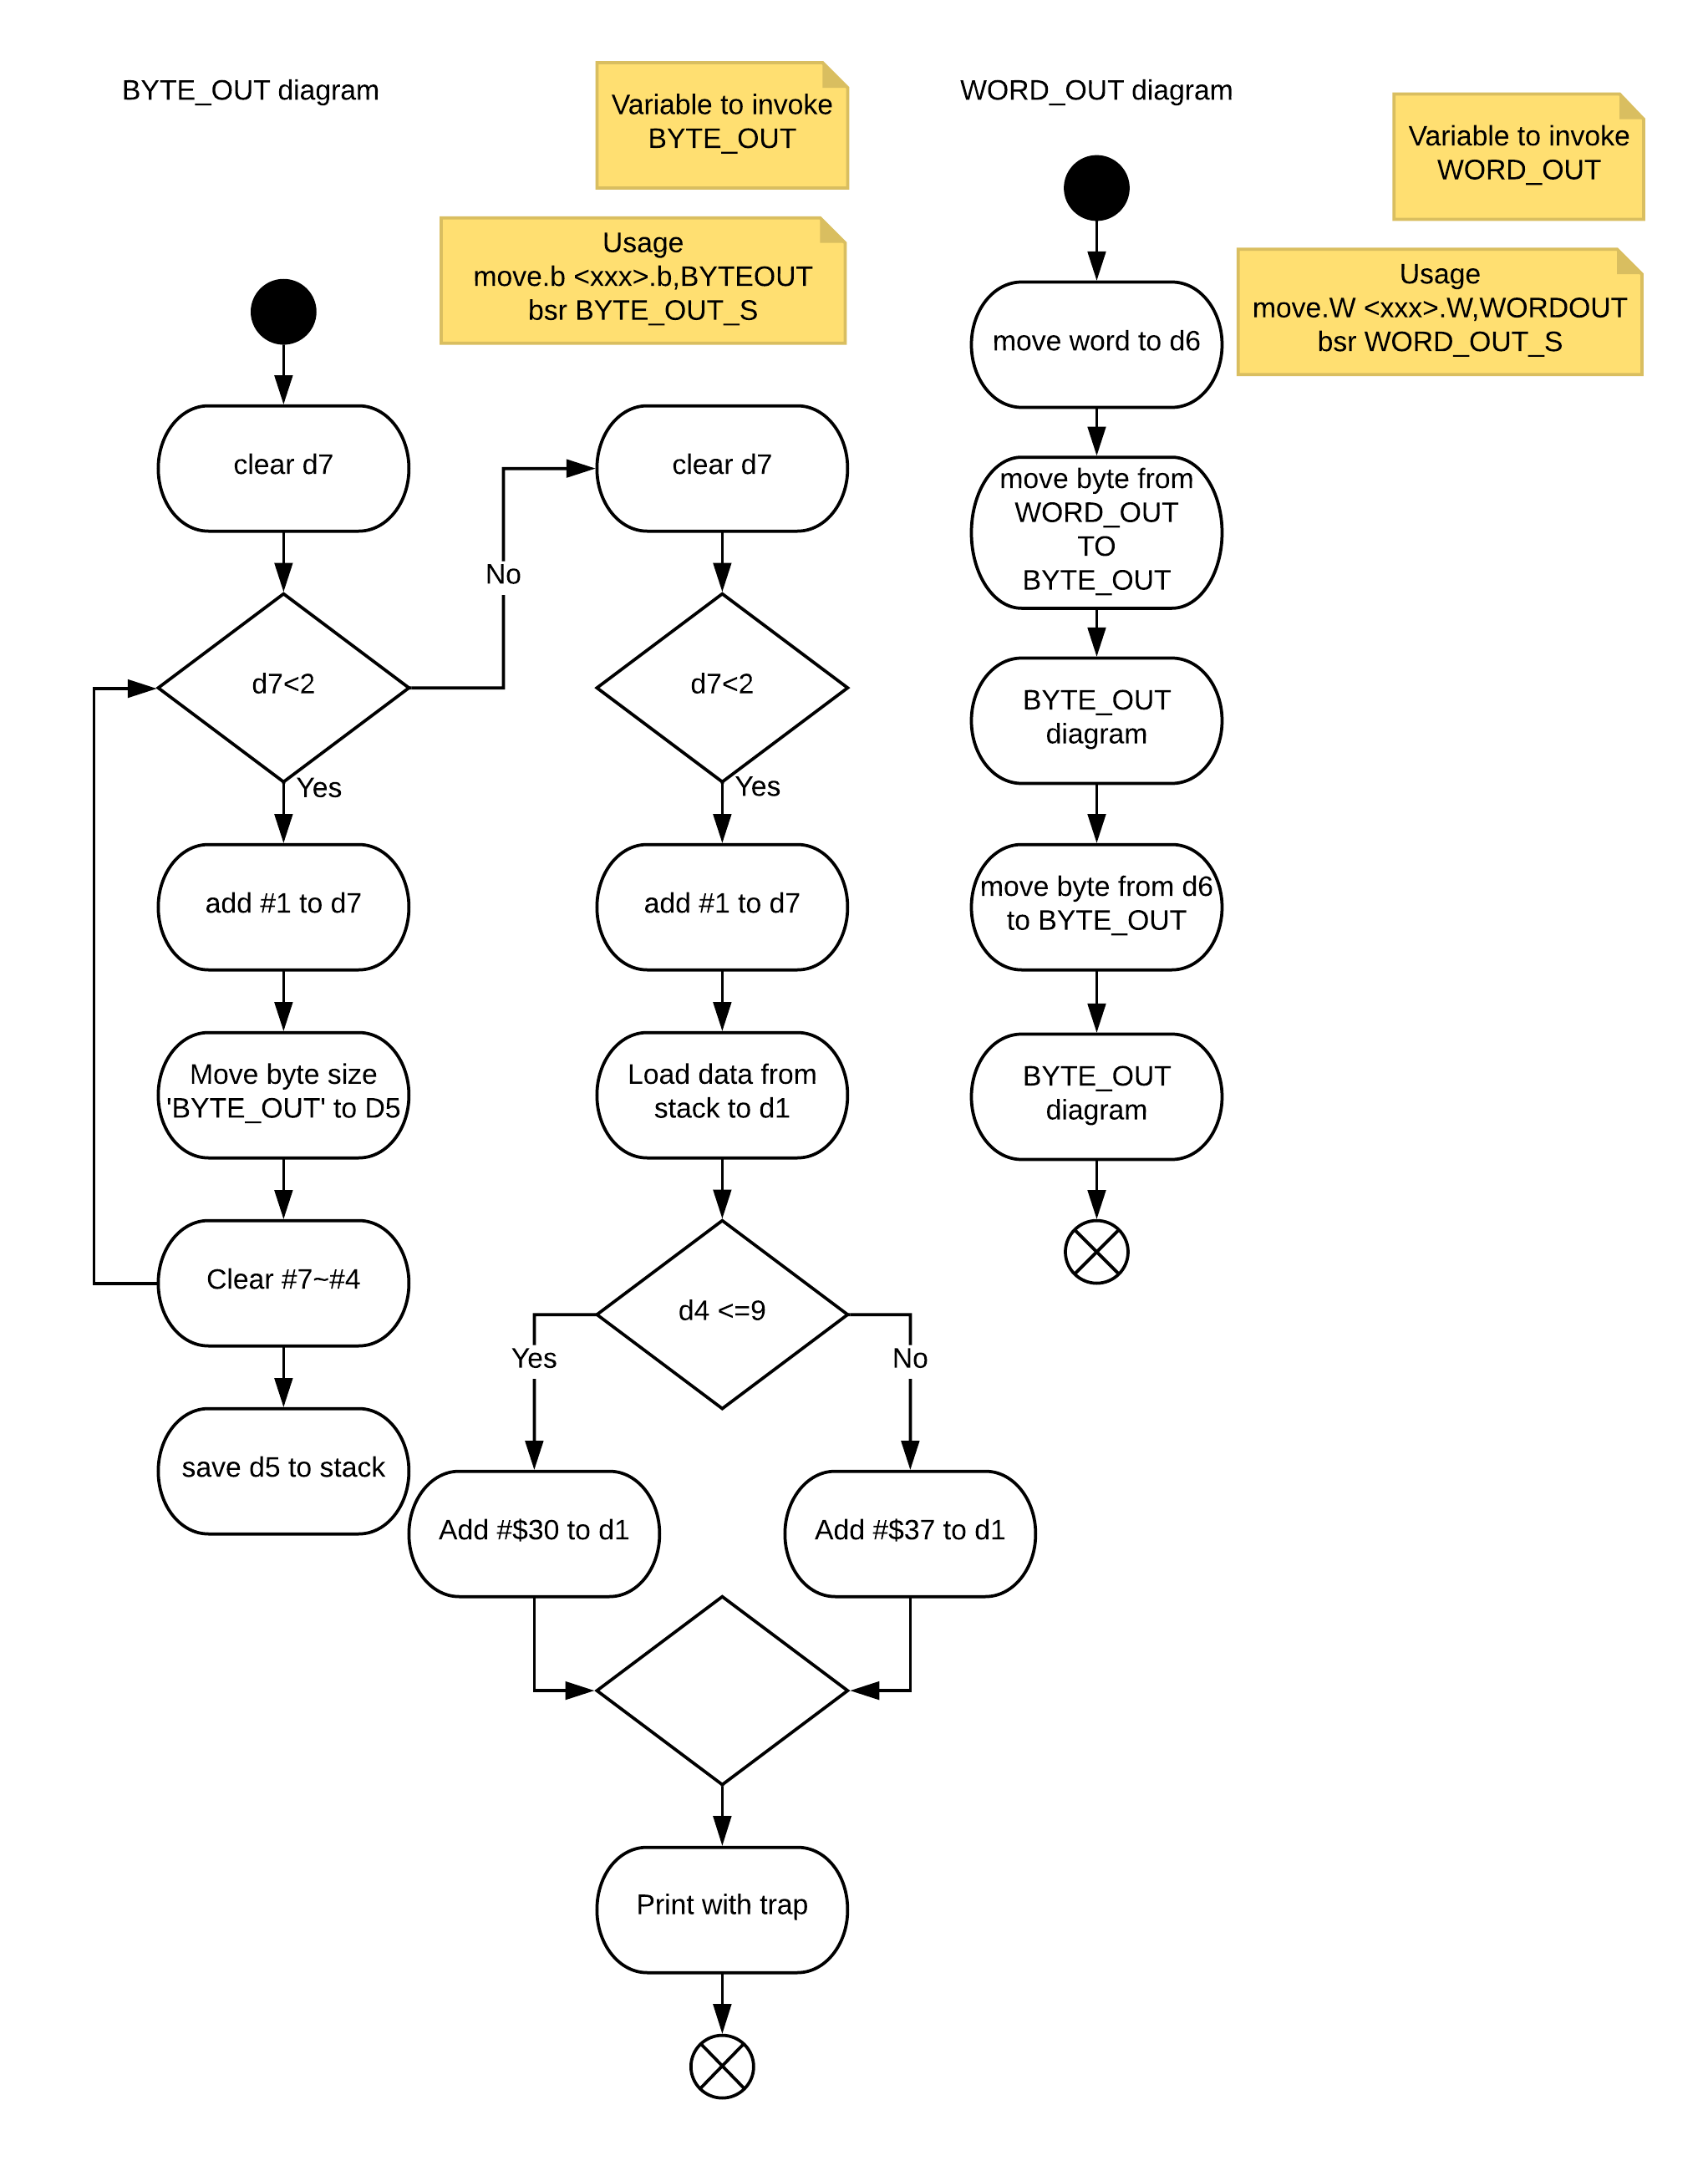 BYTE_OUT diagram
Variable to invoke
BYTE_OUT
Usage
move.b <xxx>.b,BYTEOUT
bsr BYTE_OUT_S
clear d7
d7<2
No
Yes
add #1 to d7
Move byte size
'BYTE_OUT' to D5
Clear #7~#4
save d5 to stack
clear d7
d7<2
Yes
add #1 to d7
Load data from
stack to d1
d4 <=9
Yes
No
Add #$30 to d1
Add #$37 to d1
Print with trap
WORD_OUT diagram
Variable to invoke
WORD_OUT
Usage
move.W <xxx>.W,WORDOUT
bsr WORD_OUT_S
move word to d6
move byte from
WORD_OUT
TO
BYTE_OUT
BYTE_OUT
diagram
move byte from d6
to BYTE_OUT
BYTE_OUT
diagram